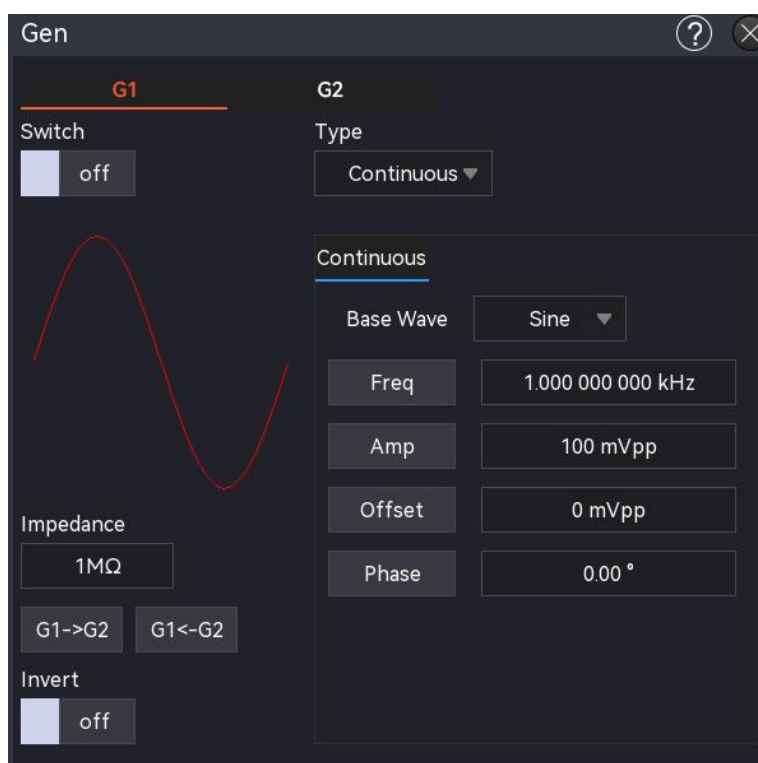 Gen ?
G1 G2
Switch Type
off Continuous
Continuous
Base Wave Sine
Freq 1.000 000 000 kHz
Amp 100 mVpp
Offset 0 mVpp
Impedance
1MΩ Phase 0.00 °
G1->G2 G1<-G2
Invert
off